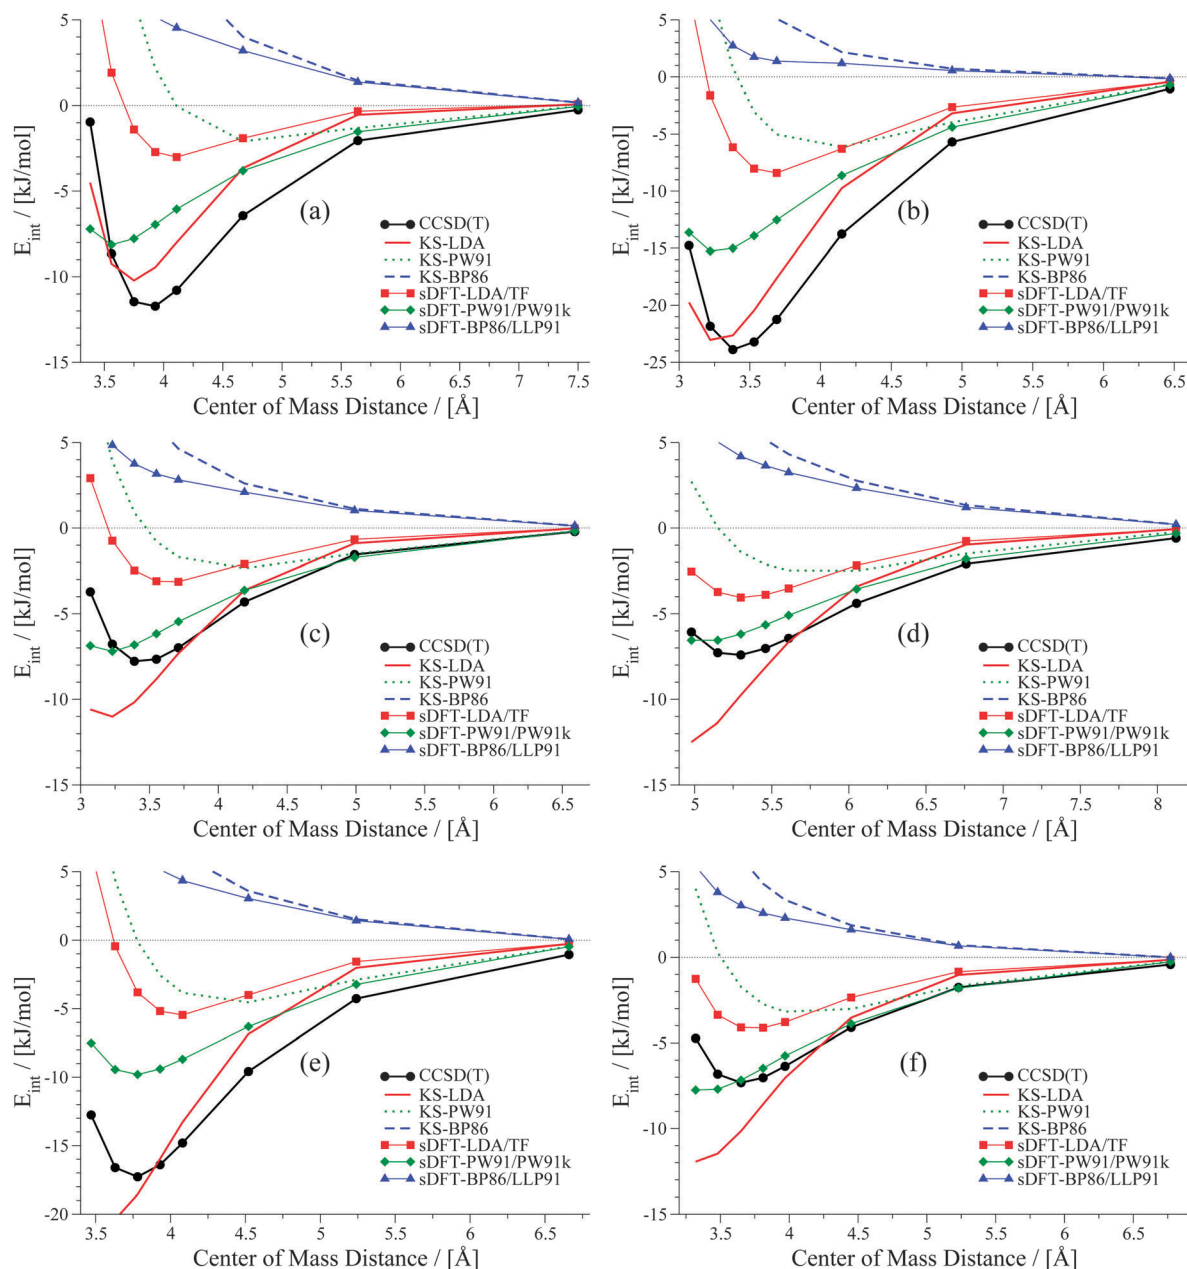 5
0
-5
-10
-15
E_int / [kJ/mol]
(a)
CCSD(T)
KS-LDA
KS-PW91
KS-BP86
sDFT-LDA/TF
sDFT-PW91/PW91k
sDFT-BP86/LLP91
3.5 4 4.5 5 5.5 6 6.5 7 7.5
Center of Mass Distance / [Å]
5
0
-5
-10
-15
-20
-25
E_int / [kJ/mol]
(b)
CCSD(T)
KS-LDA
KS-PW91
KS-BP86
sDFT-LDA/TF
sDFT-PW91/PW91k
sDFT-BP86/LLP91
3 3.5 4 4.5 5 5.5 6 6.5
Center of Mass Distance / [Å]
5
0
-5
-10
-15
E_int / [kJ/mol]
(c)
CCSD(T)
KS-LDA
KS-PW91
KS-BP86
sDFT-LDA/TF
sDFT-PW91/PW91k
sDFT-BP86/LLP91
3 3.5 4 4.5 5 5.5 6 6.5
Center of Mass Distance / [Å]
5
0
-5
-10
-15
E_int / [kJ/mol]
(d)
CCSD(T)
KS-LDA
KS-PW91
KS-BP86
sDFT-LDA/TF
sDFT-PW91/PW91k
sDFT-BP86/LLP91
5 5.5 6 6.5 7 7.5 8
Center of Mass Distance / [Å]
5
0
-5
-10
-15
-20
E_int / [kJ/mol]
(e)
CCSD(T)
KS-LDA
KS-PW91
KS-BP86
sDFT-LDA/TF
sDFT-PW91/PW91k
sDFT-BP86/LLP91
3.5 4 4.5 5 5.5 6 6.5
Center of Mass Distance / [Å]
5
0
-5
-10
-15
E_int / [kJ/mol]
(f)
CCSD(T)
KS-LDA
KS-PW91
KS-BP86
sDFT-LDA/TF
sDFT-PW91/PW91k
sDFT-BP86/LLP91
3.5 4 4.5 5 5.5 6 6.5
Center of Mass Distance / [Å]